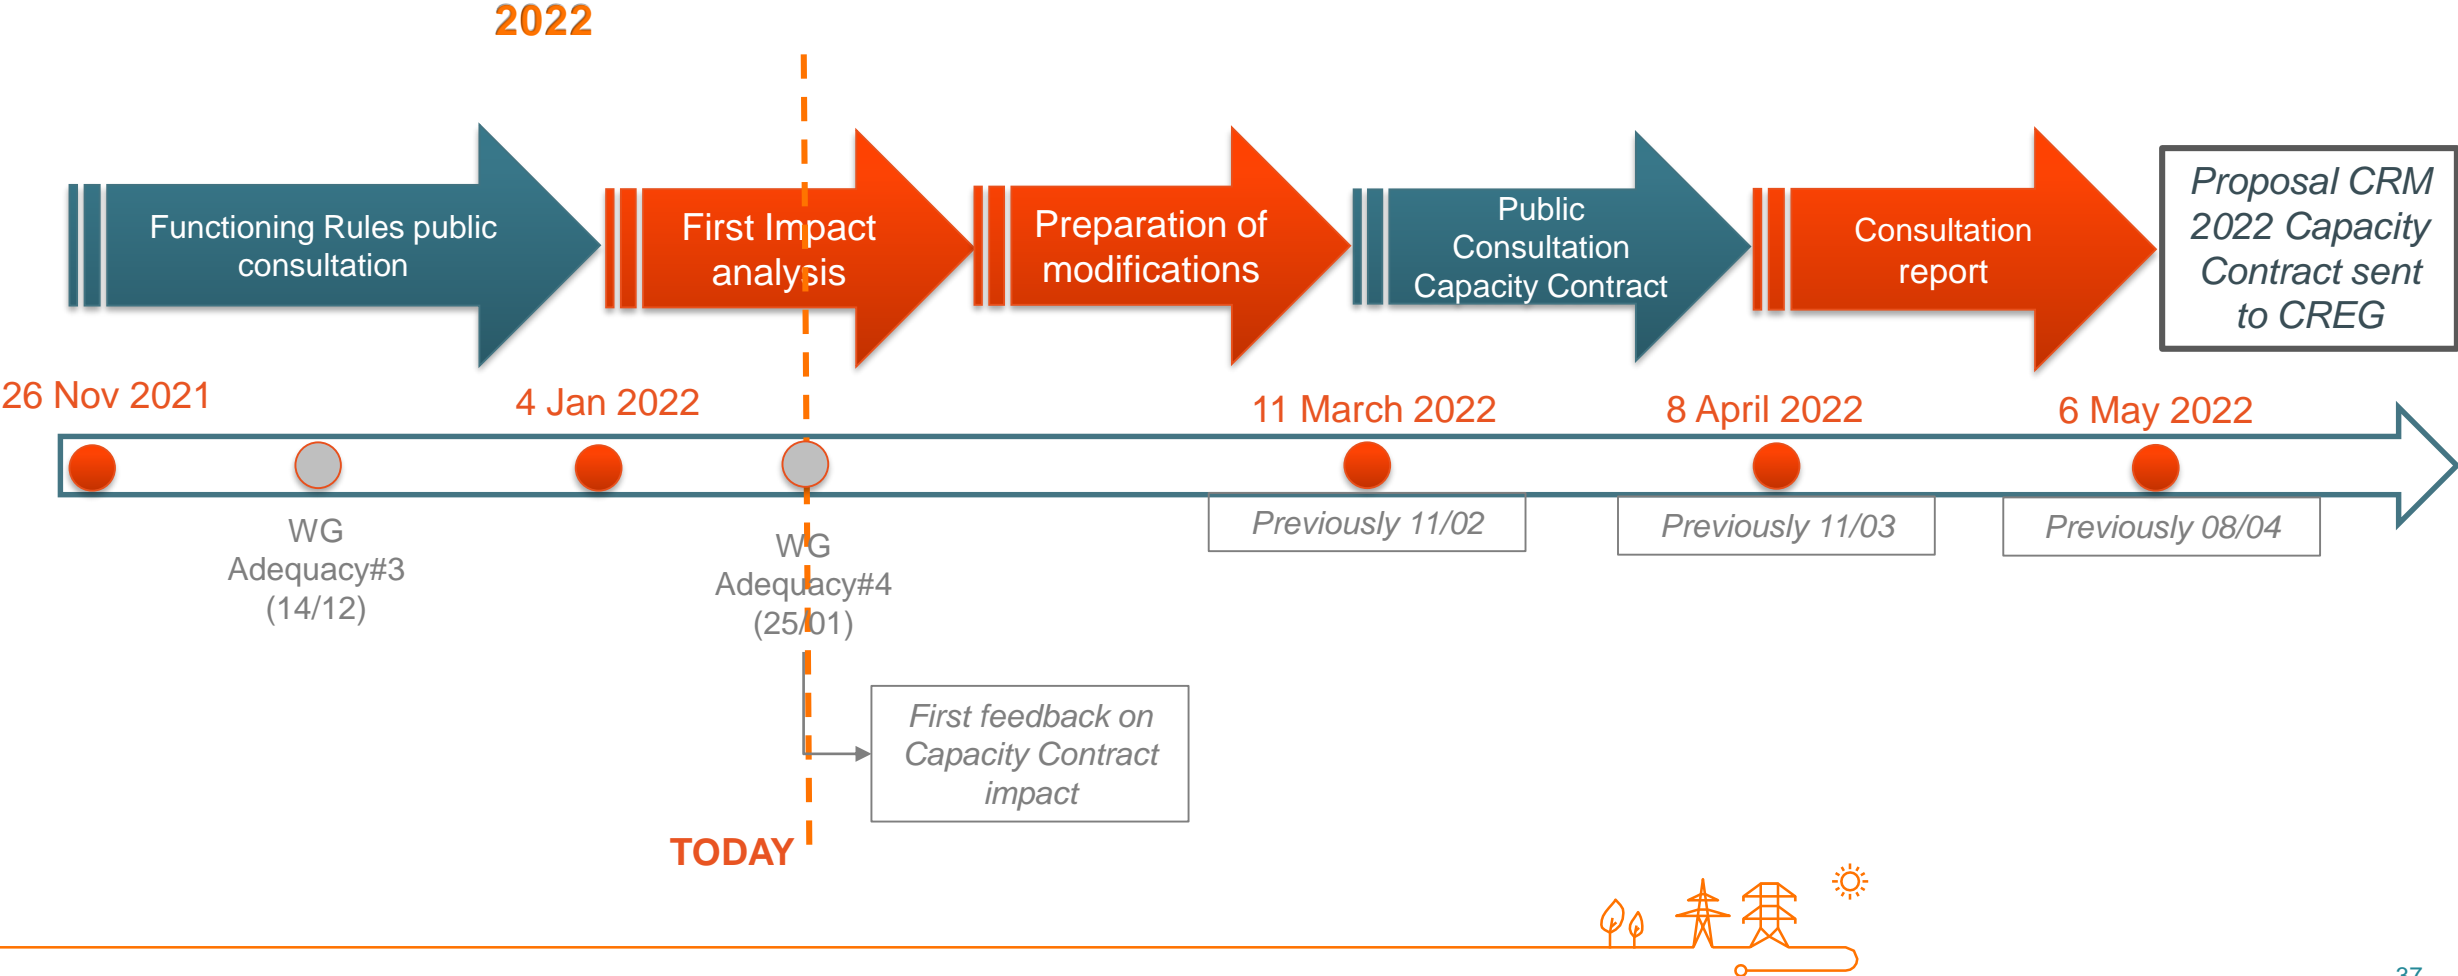 2022
Functioning Rules public
consultation
First Impact
analysis
Preparation of
modifications
Public
Consultation
Capacity Contract
Consultation
report
Proposal CRM
2022 Capacity
Contract sent
to CREG
26 Nov 2021
4 Jan 2022
11 March 2022
8 April 2022
6 May 2022
Previously 11/02
Previously 11/03
Previously 08/04
WG
Adequacy#3
(14/12)
WG
Adequacy#4
(25/01)
First feedback on
Capacity Contract
impact
TODAY
37